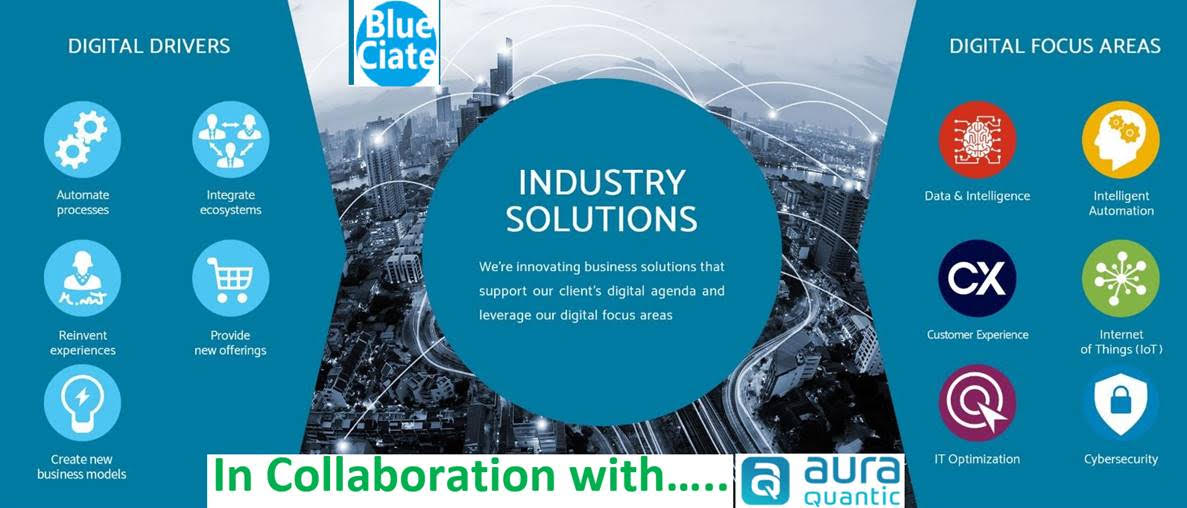 DIGITAL DRIVERS
Automate
processes
Integrate
ecosystems
Reinvent
experiences
Provide
new offerings
Create new
business models
Blue
Ciate
INDUSTRY
SOLUTIONS
We're innovating business solutions that
support our client's digital agenda and
leverage our digital focus areas
DIGITAL FOCUS AREAS
Data & Intelligence
Intelligent
Automation
CX
Customer Experience
Internet
of Things (IoT)
IT Optimization
Cybersecurity
In Collaboration with.....
aura
quantic